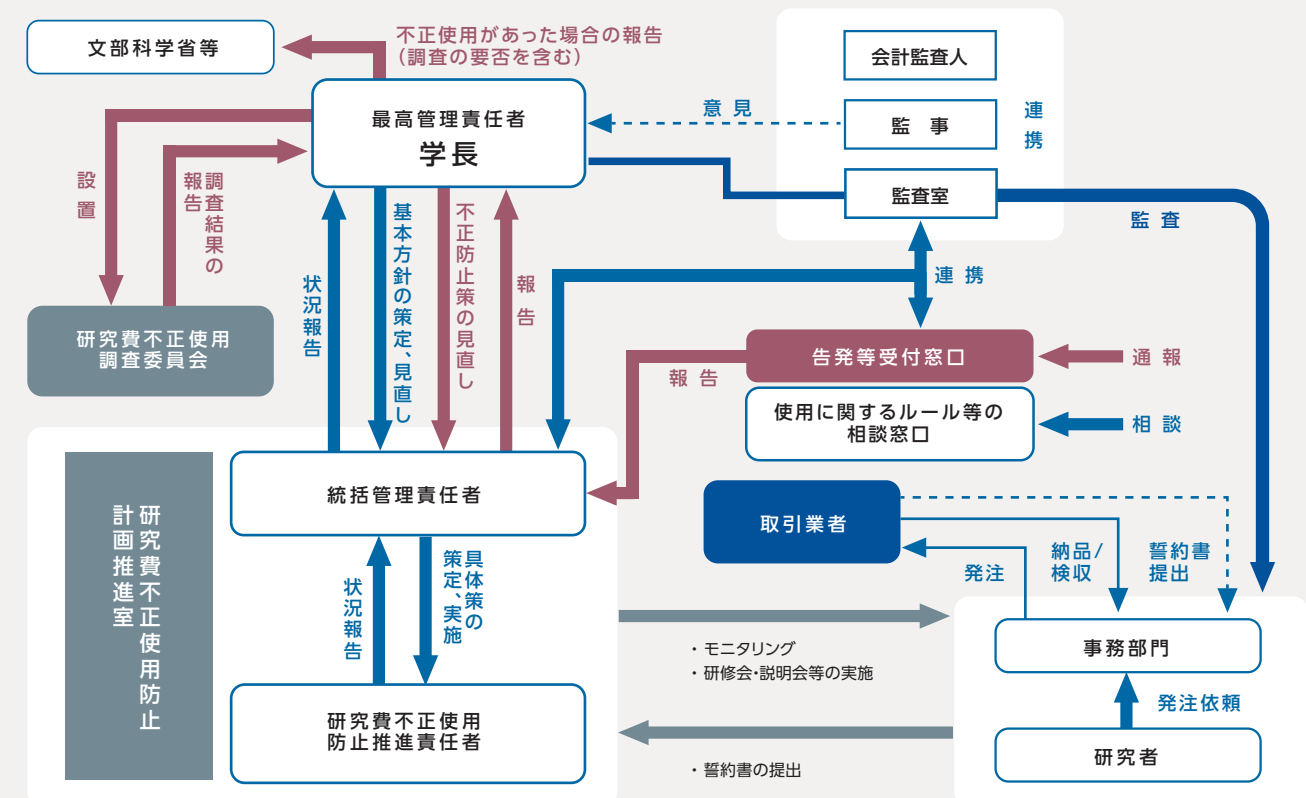 文部科学省等
不正使用があった場合の報告
（調査の要否を含む）
最高管理責任者
学長
意見
会計監査人
監　事
監査室
連携
監査
設置
調査結果の
報告
状況報告
基本方針の策定、見直し
不正防止策の見直し
報告
連携
研究費不正使用
調査委員会
告発等受付窓口
通報
報告
使用に関するルール等の
相談窓口
相談
統括管理責任者
取引業者
発注
納品/
検収
誓約書
提出
研究費不正使用防止
計画推進室
状況報告
具体策の
策定、実施
・モニタリング
・研修会・説明会等の実施
事務部門
発注依頼
研究者
研究費不正使用
防止推進責任者
・誓約書の提出